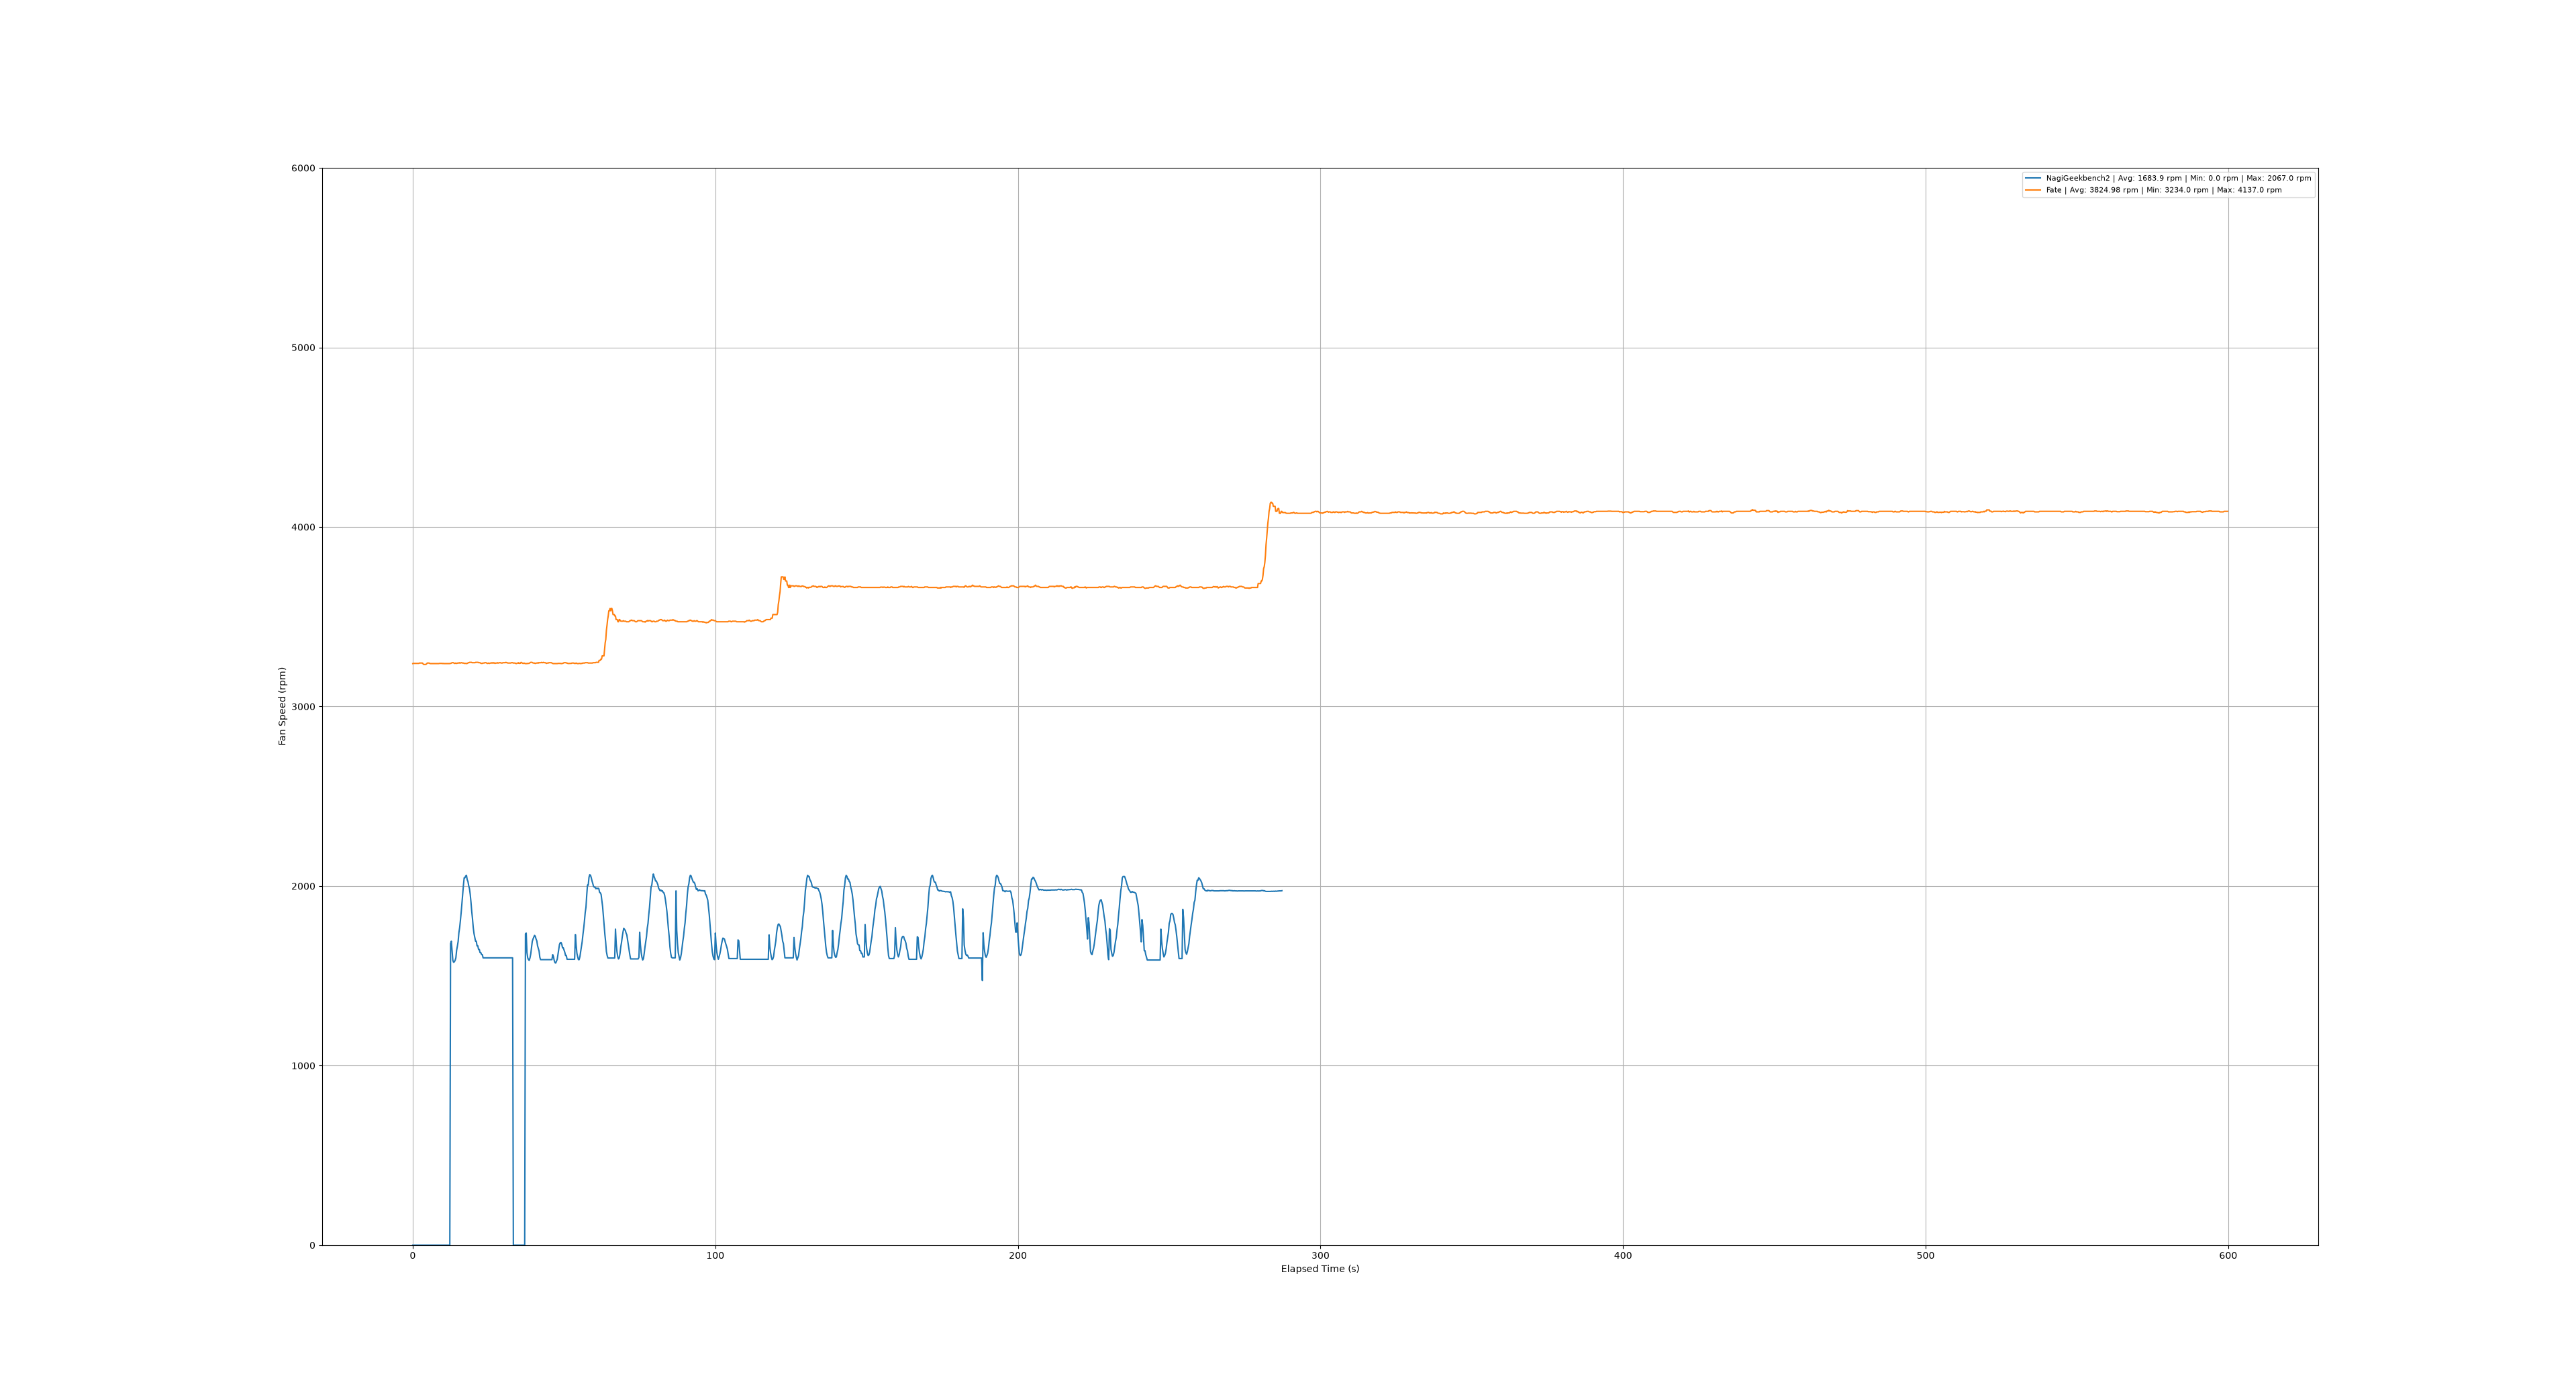 NagiGeekbench2 | Avg: 1683.9 rpm | Min: 0.0 rpm | Max: 2067.0 rpm
Fate | Avg: 3824.98 rpm | Min: 3234.0 rpm | Max: 4137.0 rpm
6000
5000
4000
3000
2000
1000
0
Fan Speed (rpm)
0 100 200 300 400 500 600
Elapsed Time (s)